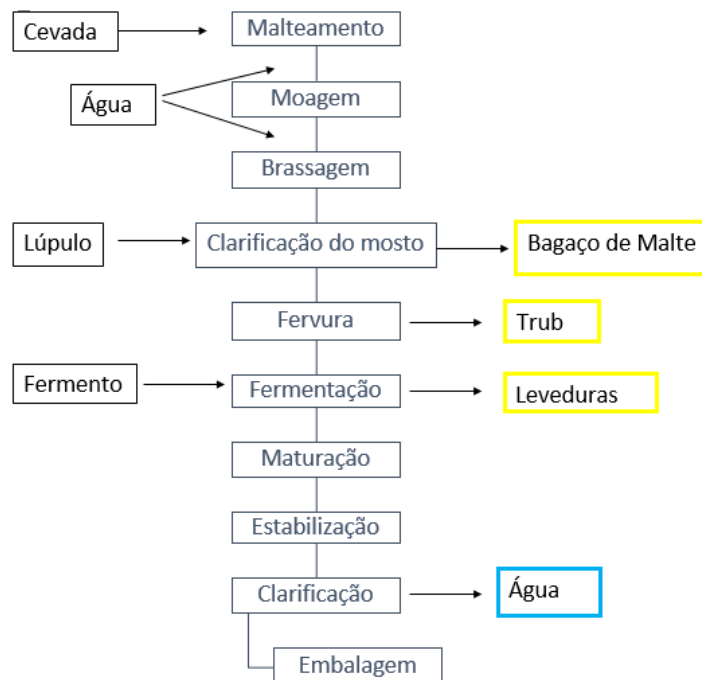 Cevada
Malteamento
Água
Moagem
Brassagem
Lúpulo
Clarificação do mosto
Bagaço de Malte
Fervura
Trub
Fermento
Fermentação
Leveduras
Maturação
Estabilização
Clarificação
Água
Embalagem